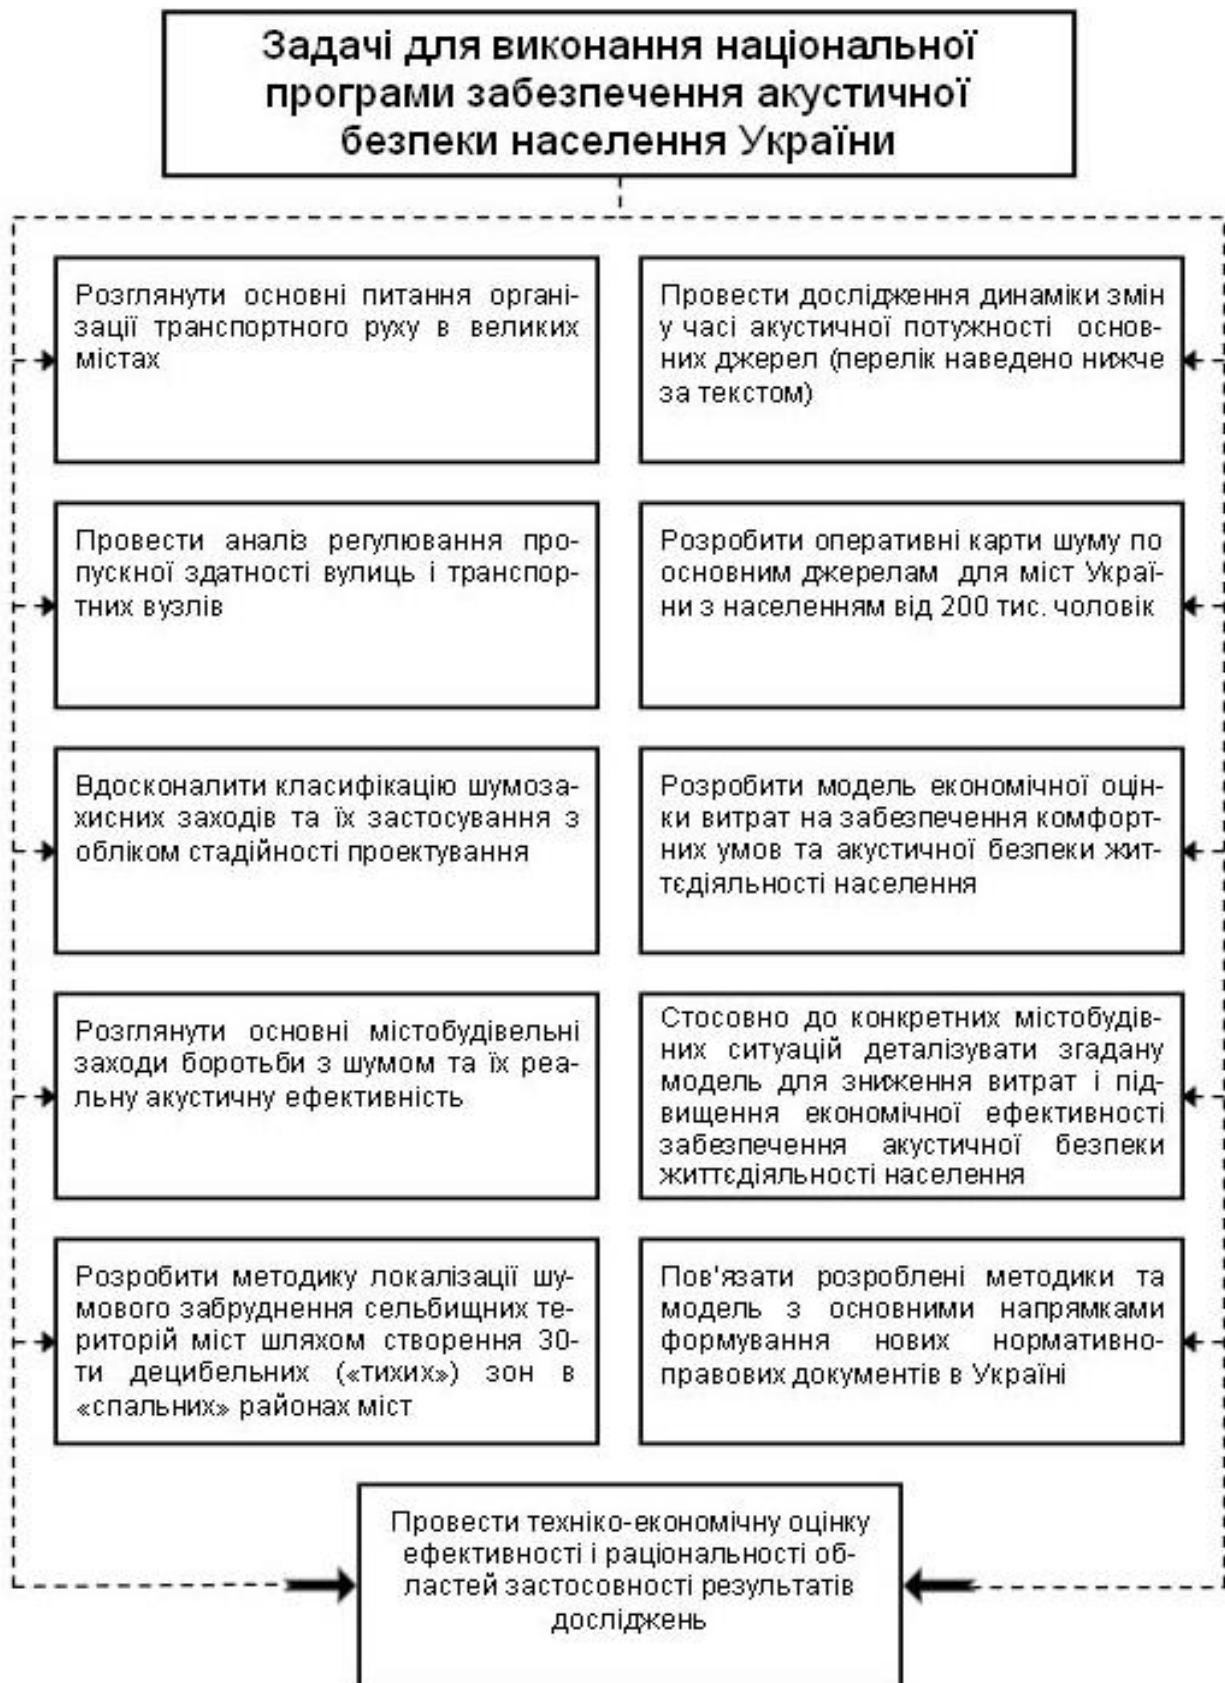 Задачі для виконання національної
програми забезпечення акустичної
безпеки населення України
Розглянути основні питання органі-
зації транспортного руху в великих
містах
Провести дослідження динаміки змін
у часі акустичної потужності основ-
них джерел (перелік наведено нижче
за текстом)
Провести аналіз регулювання про-
пускної здатності вулиць і транспор-
тних вузлів
Розробити оперативні карти шуму по
основним джерелам для міст Украї-
ни з населенням від 200 тис. чоловік
Вдосконалити класифікацію шумоза-
хисних заходів та їх застосування з
обліком стадійності проектування
Розробити модель економічної оцін-
ки витрат на забезпечення комфорт-
них умов та акустичної безпеки жит-
тєдіяльності населення
Розглянути основні містобудівельні
заходи боротьби з шумом та їх реа-
льну акустичну ефективність
Стосовно до конкретних містобудів-
них ситуацій деталізувати згадану
модель для зниження витрат і під-
вищення економічної ефективності
забезпечення акустичної безпеки
життєдіяльності населення
Розробити методику локалізації шу-
мового забруднення сельбищних те-
риторій міст шляхом створення 30-
ти децибельних («тихих») зон в
«спальних» районах міст
Пов'язати розроблені методики та
модель з основними напрямками
формування нових нормативно-
правових документів в Україні
Провести техніко-економічну оцінку
ефективності і раціональності об-
ластей застосовності результатів
досліджень